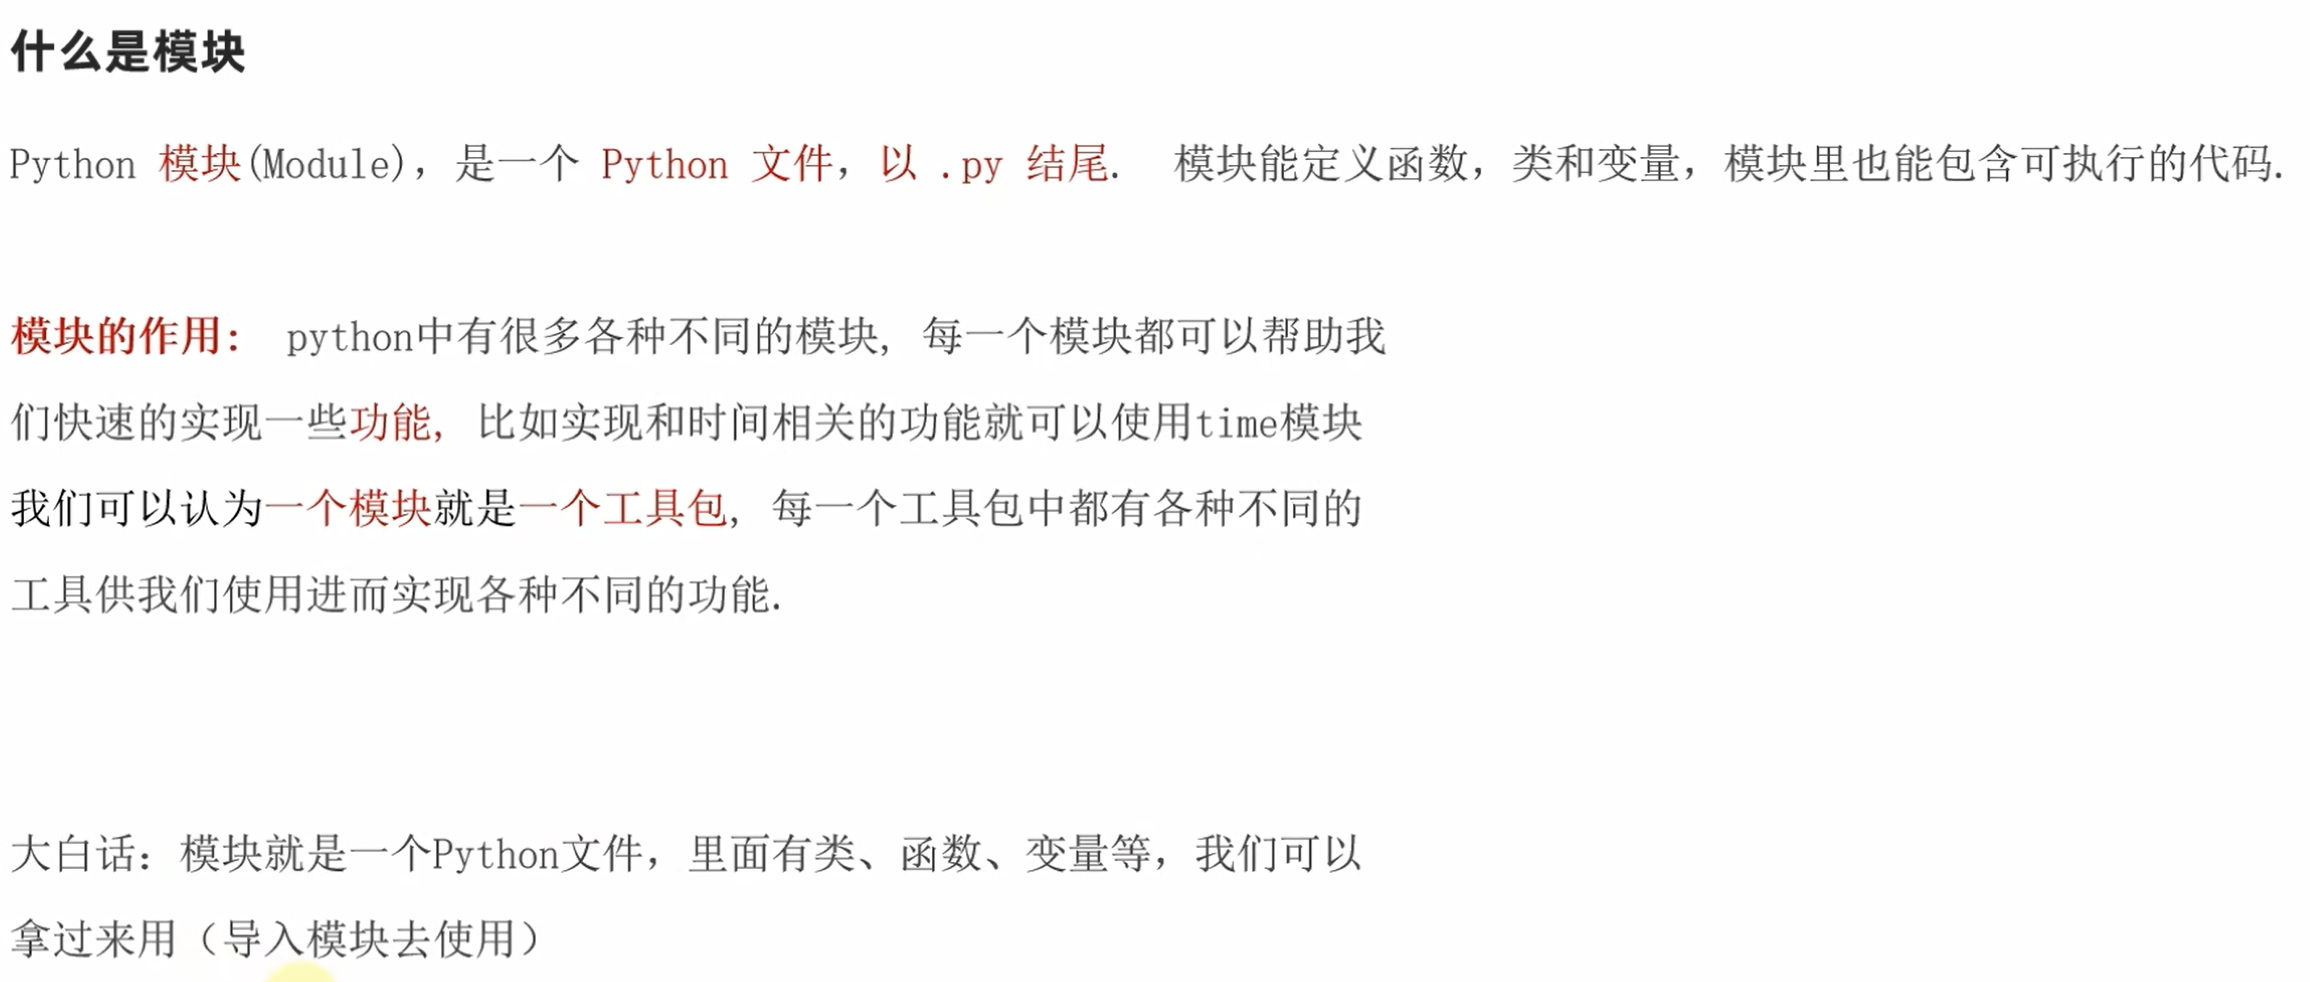 什么是模块
Python 模块(Module)，是一个 Python 文件，以 .py 结尾.  模块能定义函数，类和变量，模块里也能包含可执行的代码.
模块的作用：  python中有很多各种不同的模块, 每一个模块都可以帮助我
们快速的实现一些功能, 比如实现和时间相关的功能就可以使用time模块
我们可以认为一个模块就是一个工具包, 每一个工具包中都有各种不同的
工具供我们使用进而实现各种不同的功能.
大白话：模块就是一个Python文件，里面有类、函数、变量等，我们可以
拿过来用（导入模块去使用）